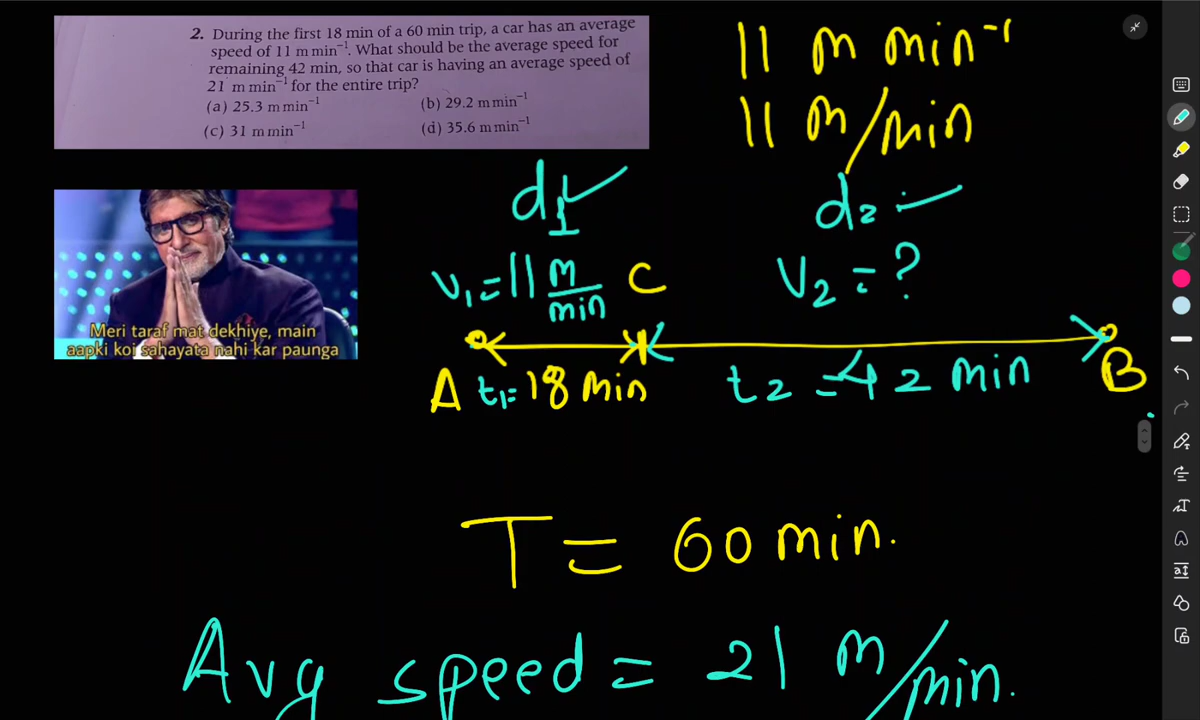 2. During the first 18 min of a 60 min trip, a car has an average
speed of 11 m min⁻¹. What should be the average speed for
remaining 42 min, so that car is having an average speed of
21 m min⁻¹ for the entire trip?
(a) 25.3 m min⁻¹ (b) 29.2 m min⁻¹
(c) 31 m min⁻¹ (d) 35.6 m min⁻¹
11 m min⁻¹
11 m/min
Meri taraf mat dekhiye, main
aapki koi sahayata nahi kar paunga
d₁ d₂
V₁ = 11 m/min C V₂ = ?
A t₁ = 18 min t₂ = 42 min B
T = 60 min.
Avg speed = 21 m/min.